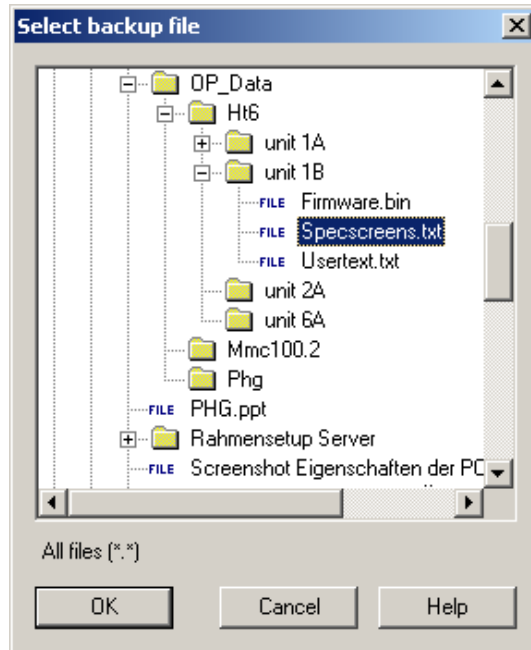 Select backup file
OP_Data
Ht6
unit 1A
unit 1B
FILE Firmware.bin
FILE Specscreens.txt
FILE Usertext.txt
unit 2A
unit 6A
Mmc100.2
Phg
FILE PHG.ppt
Rahmensetup Server
FILE Screenshot Eigenschaften der PC
All files (*.*)
OK Cancel Help